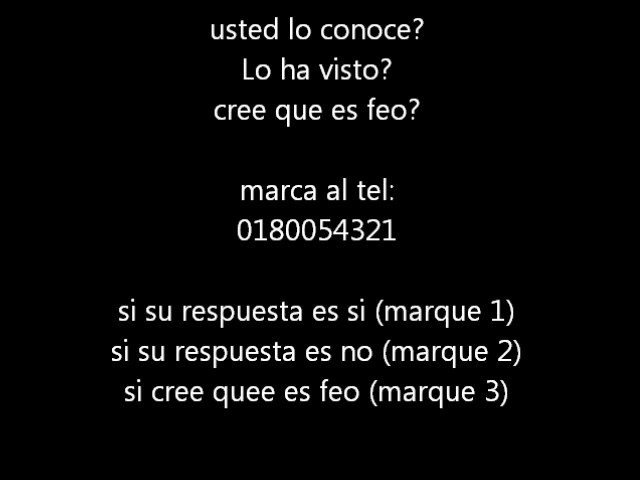 usted lo conoce?
Lo ha visto?
cree que es feo?
marca al tel:
0180054321
si su respuesta es si (marque 1)
si su respuesta es no (marque 2)
si cree quee es feo (marque 3)